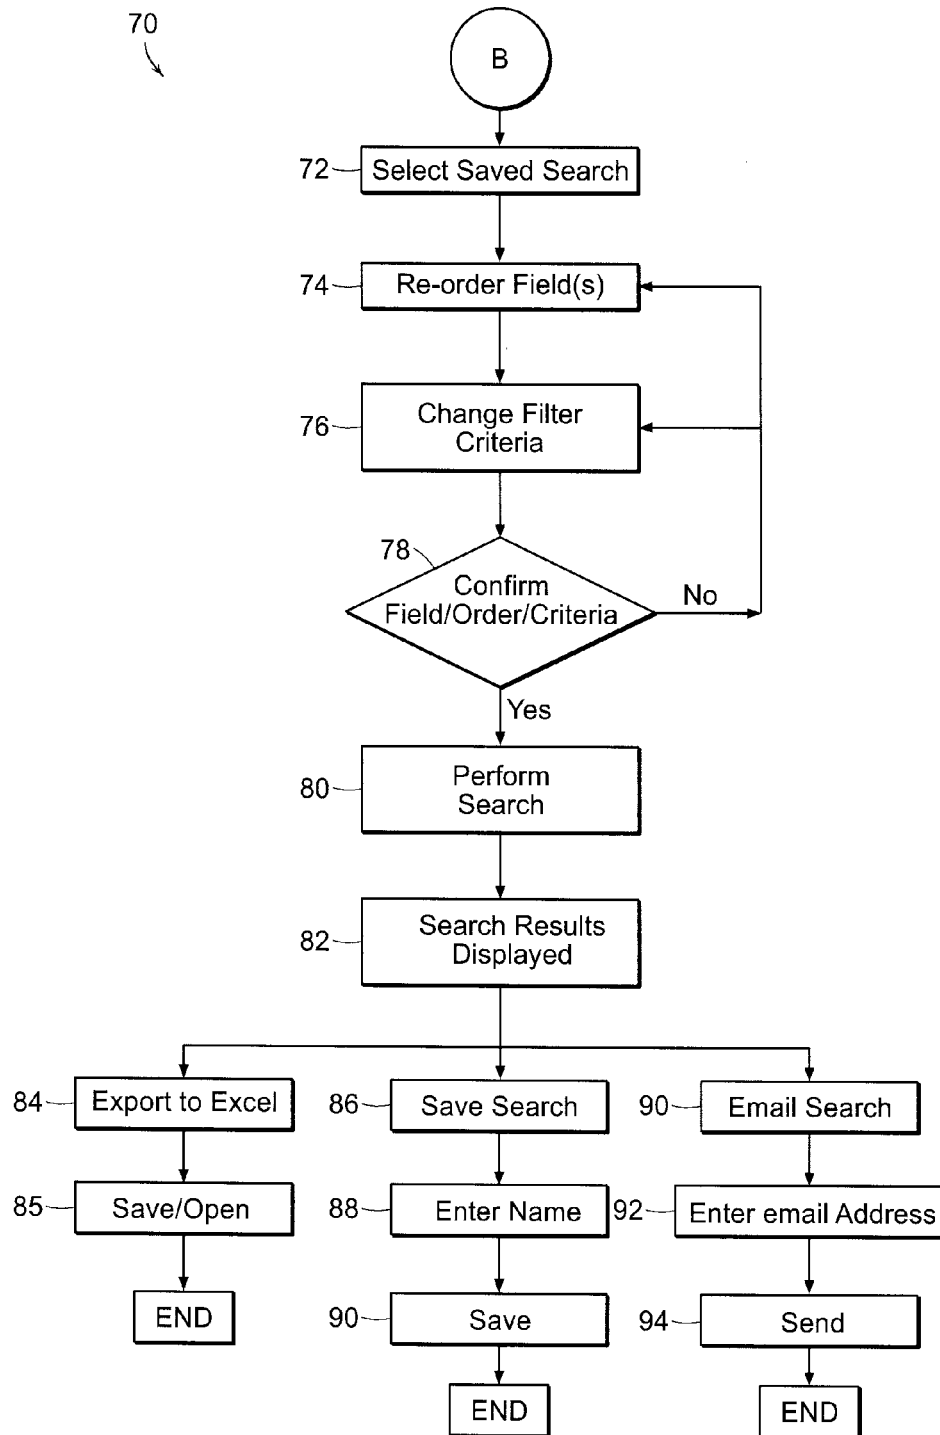 70
B
72 Select Saved Search
74 Re-order Field(s)
76 Change Filter
Criteria
78
Confirm
Field/Order/Criteria
No
Yes
80 Perform
Search
82 Search Results
Displayed
84 Export to Excel
86 Save Search
90 Email Search
85 Save/Open
88 Enter Name
92 Enter email Address
END
90 Save
94 Send
END
END